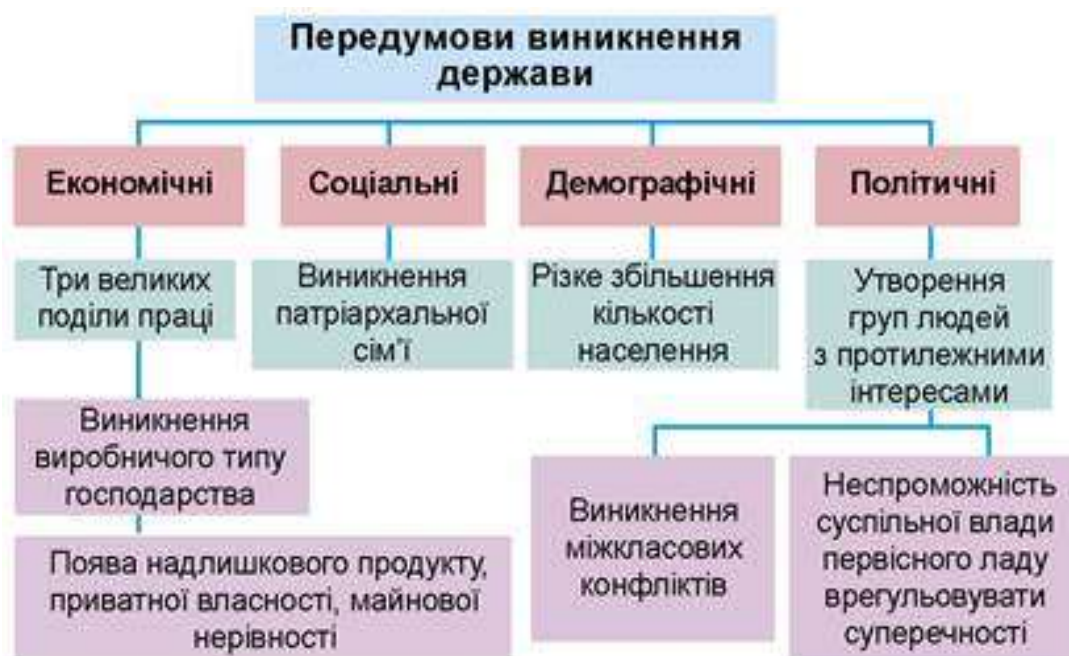 Передумови виникнення
держави
Економічні
Соціальні
Демографічні
Політичні
Три великих
поділи праці
Виникнення
патріархальної
сім'ї
Різке збільшення
кількості
населення
Утворення
груп людей
з протилежними
інтересами
Виникнення
виробничого типу
господарства
Поява надлишкового продукту,
приватної власності, майнової
нерівності
Виникнення
міжкласових
конфліктів
Неспроможність
суспільної влади
первісного ладу
врегульовувати
суперечності